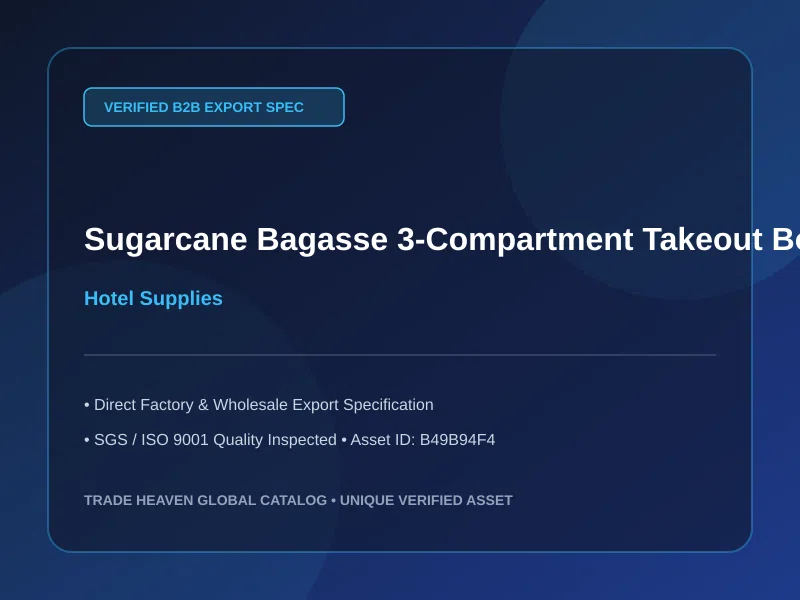 VERIFIED B2B EXPORT SPEC
Sugarcane Bagasse 3-Compartment Takeout
Hotel Supplies
• Direct Factory & Wholesale Export Specification
• SGS / ISO 9001 Quality Inspected • Asset ID: B49B94F4
TRADE HEAVEN GLOBAL CATALOG • UNIQUE VERIFIED ASSET